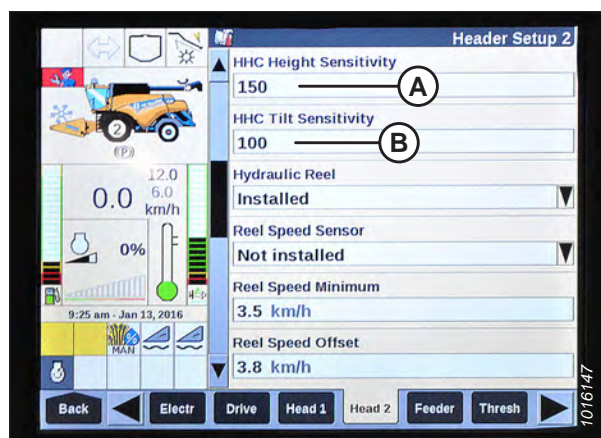 Header Setup 2
HHC Height Sensitivity
150
A
HHC Tilt Sensitivity
100
B
Hydraulic Reel
Installed
Reel Speed Sensor
Not installed
Reel Speed Minimum
3.5 km/h
Reel Speed Offset
3.8 km/h
2
(P)
12.0
0.0 6.0
km/h
0%
9:25 am - Jan 13, 2016
MAN %
Back Electr Drive Head 1 Head 2 Feeder Thresh
1016147